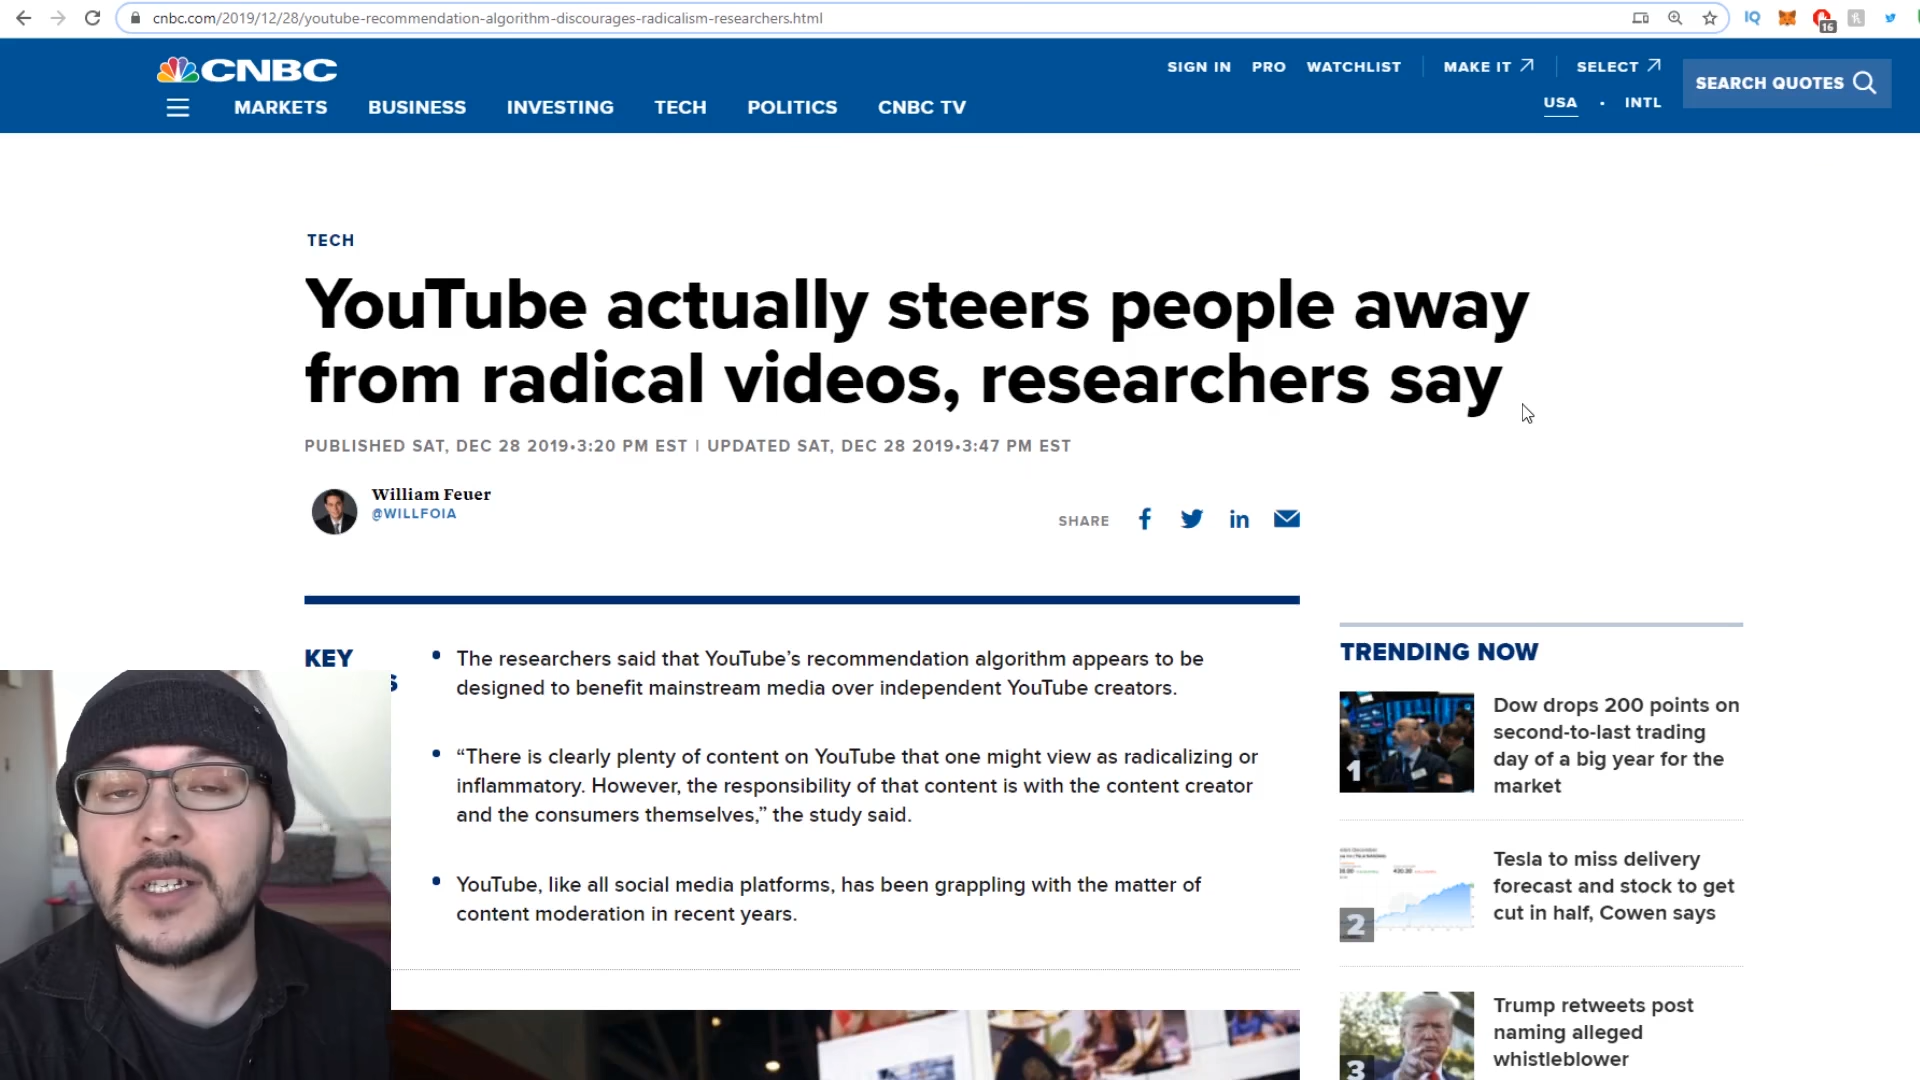 cnbc.com/2019/12/28/youtube-recommendation-algorithm-discourages-radicalism-researchers.html
IQ
16
CNBC
SIGN IN PRO WATCHLIST MAKE IT SELECT
SEARCH QUOTES
USA • INTL
MARKETS BUSINESS INVESTING TECH POLITICS CNBC TV
TECH
YouTube actually steers people away
from radical videos, researchers say
PUBLISHED SAT, DEC 28 2019•3:20 PM EST | UPDATED SAT, DEC 28 2019•3:47 PM EST
William Feuer
@WILLFOIA
SHARE
KEY
S
• The researchers said that YouTube’s recommendation algorithm appears to be
designed to benefit mainstream media over independent YouTube creators.
• “There is clearly plenty of content on YouTube that one might view as radicalizing or
inflammatory. However, the responsibility of that content is with the content creator
and the consumers themselves,” the study said.
• YouTube, like all social media platforms, has been grappling with the matter of
content moderation in recent years.
TRENDING NOW
1
Dow drops 200 points on
second-to-last trading
day of a big year for the
market
2
Tesla to miss delivery
forecast and stock to get
cut in half, Cowen says
3
Trump retweets post
naming alleged
whistleblower